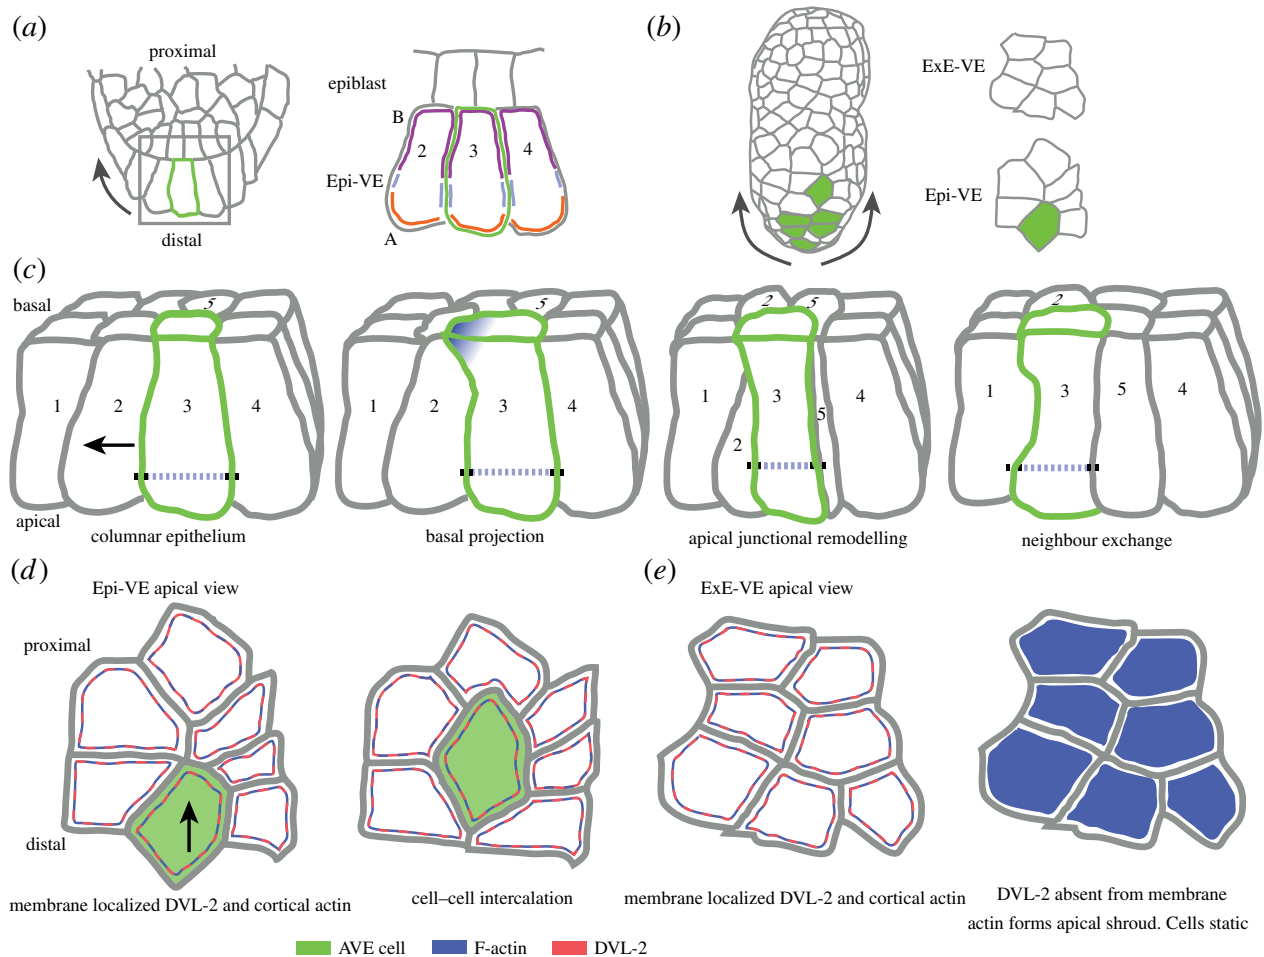 (a)
proximal
distal
epiblast
B
2 3 4
Epi-VE
A
(b)
ExE-VE
Epi-VE
(c)
basal
5
1 2 3 4
apical
columnar epithelium
5
1 2 3 4
basal projection
2 5
1 3 4
5
2
apical junctional remodelling
2
1 3 5 4
neighbour exchange
(d)
Epi-VE apical view
proximal
distal
membrane localized DVL-2 and cortical actin
cell–cell intercalation
(e)
ExE-VE apical view
membrane localized DVL-2 and cortical actin
DVL-2 absent from membrane
actin forms apical shroud. Cells static
AVE cell F-actin DVL-2